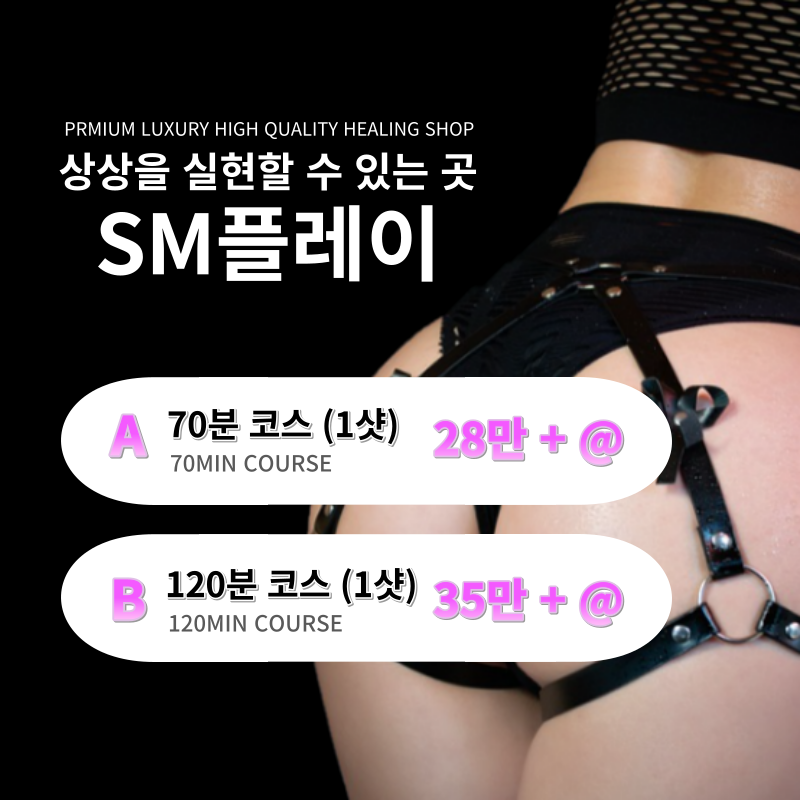 PRMIUM LUXURY HIGH QUALITY HEALING SHOP
상상을 실현할 수 있는 곳
SM플레이
A 70분 코스 (1샷) 28만 + @
70MIN COURSE
B 120분 코스 (1샷) 35만 + @
120MIN COURSE